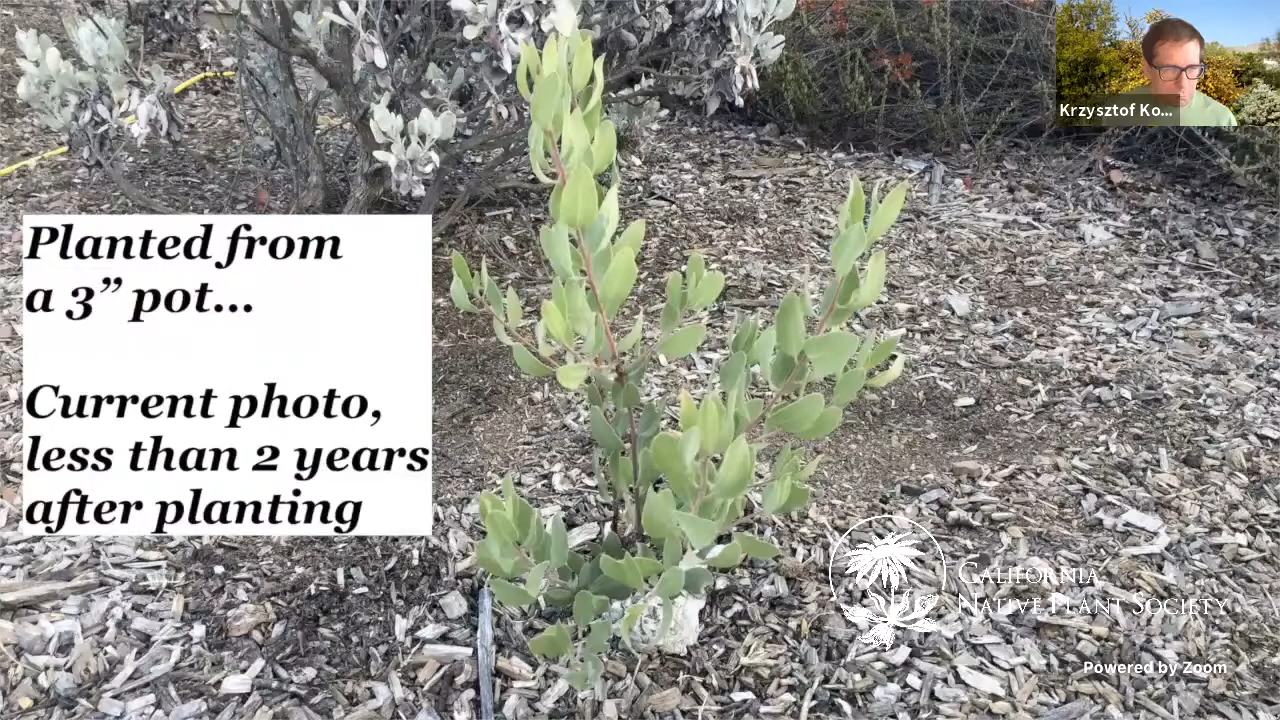 Krzysztof Ko...
Planted from
a 3” pot...
Current photo,
less than 2 years
after planting
CALIFORNIA
NATIVE PLANT SOCIETY
Powered by Zoom